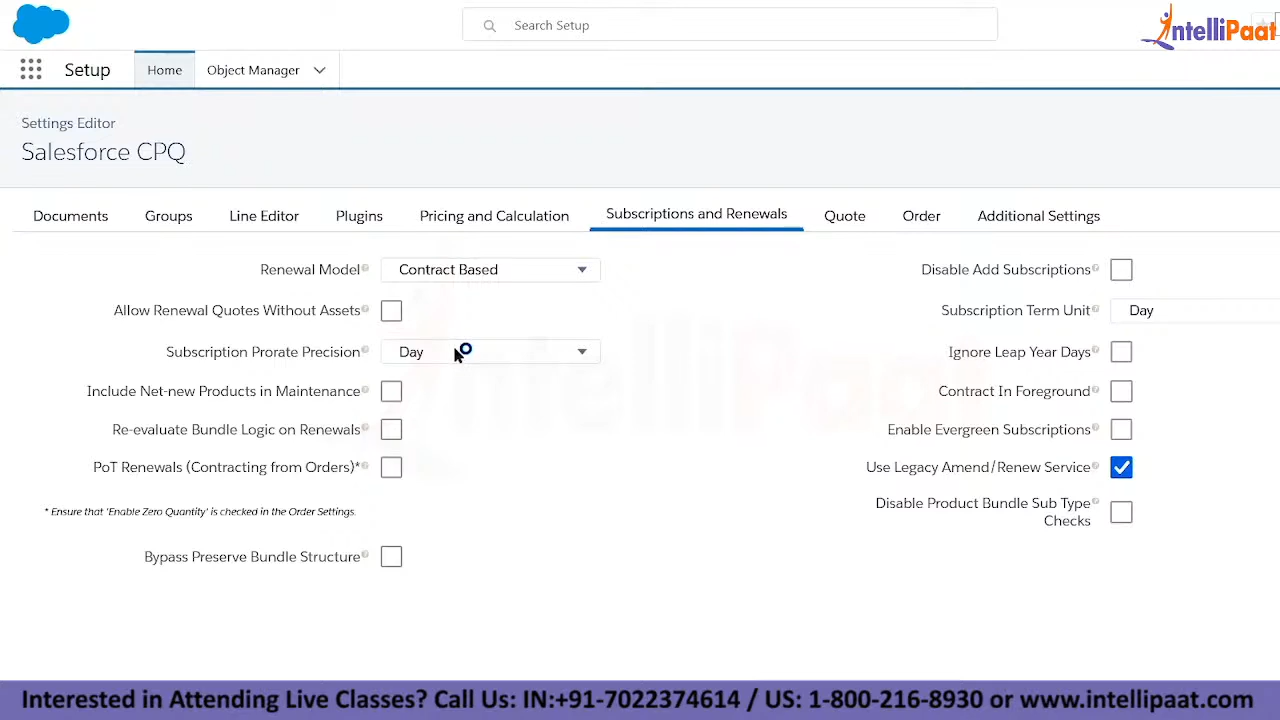 Search Setup
IntelliPaat
Setup
Home
Object Manager
Settings Editor
Salesforce CPQ
Documents
Groups
Line Editor
Plugins
Pricing and Calculation
Subscriptions and Renewals
Quote
Order
Additional Settings
Renewal Model
Contract Based
Disable Add Subscriptions
Allow Renewal Quotes Without Assets
Subscription Term Unit
Day
Subscription Prorate Precision
Day
Ignore Leap Year Days
Include Net-new Products in Maintenance
Contract In Foreground
Re-evaluate Bundle Logic on Renewals
Enable Evergreen Subscriptions
PoT Renewals (Contracting from Orders)*
Use Legacy Amend/Renew Service
* Ensure that 'Enable Zero Quantity' is checked in the Order Settings.
Disable Product Bundle Sub Type
Checks
Bypass Preserve Bundle Structure
IntelliPaat
Interested in Attending Live Classes? Call Us: IN:+91-7022374614 / US: 1-800-216-8930 or www.intellipaat.com